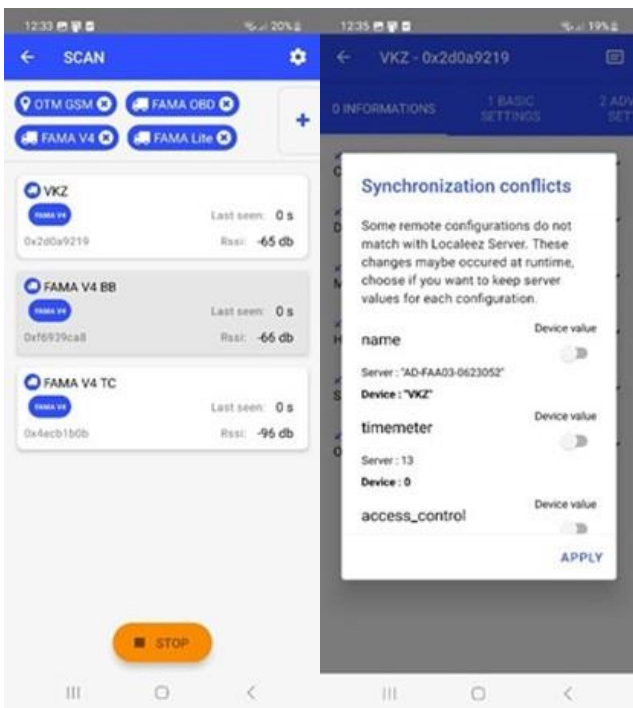 12:33
20%
SCAN
OTM GSM
FAMA OBD
FAMA V4
FAMA Lite
+
VKZ
FAMA V4
Last seen: 0 s
0x2d0a9219
Rssi: -65 db
FAMA V4 BB
FAMA V4
Last seen: 0 s
0xf6939ca8
Rssi: -66 db
FAMA V4 TC
FAMA V4
Last seen: 0 s
0x4ecb1b0b
Rssi: -96 db
STOP
12:35
19%
VKZ - 0x2d0a9219
0 INFORMATIONS
1 BASIC
SETTINGS
2 ADV
SET
Synchronization conflicts
Some remote configurations do not
match with Localeez Server. These
changes maybe occured at runtime,
choose if you want to keep server
values for each configuration.
name
Device value
Server : "AD-FAA03-0623052"
Device : "VKZ"
timemeter
Device value
Server : 13
Device : 0
access_control
Device value
APPLY